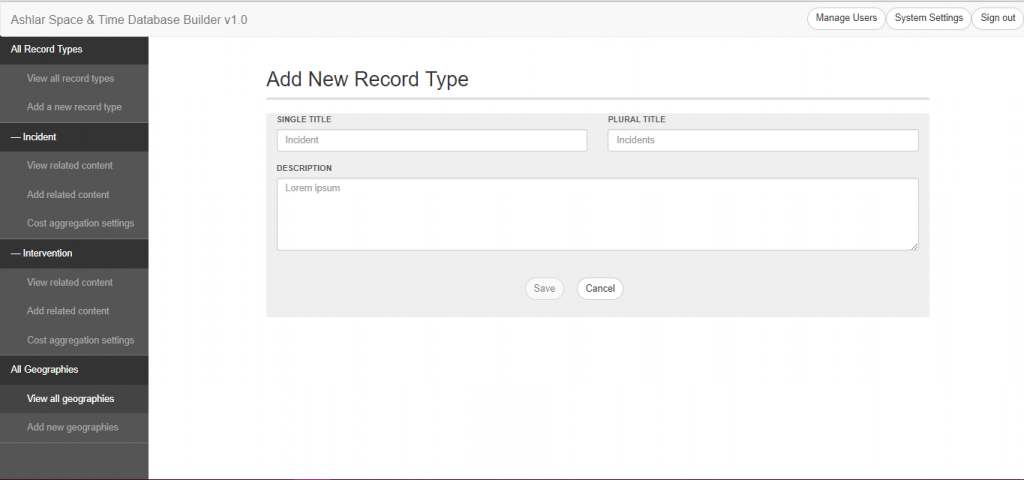 Ashlar Space & Time Database Builder v1.0
Manage Users
System Settings
Sign out
All Record Types
View all record types
Add a new record type
— Incident
View related content
Add related content
Cost aggregation settings
— Intervention
View related content
Add related content
Cost aggregation settings
All Geographies
View all geographies
Add new geographies
Add New Record Type
SINGLE TITLE
PLURAL TITLE
Incident
Incidents
DESCRIPTION
Lorem ipsum
Save
Cancel